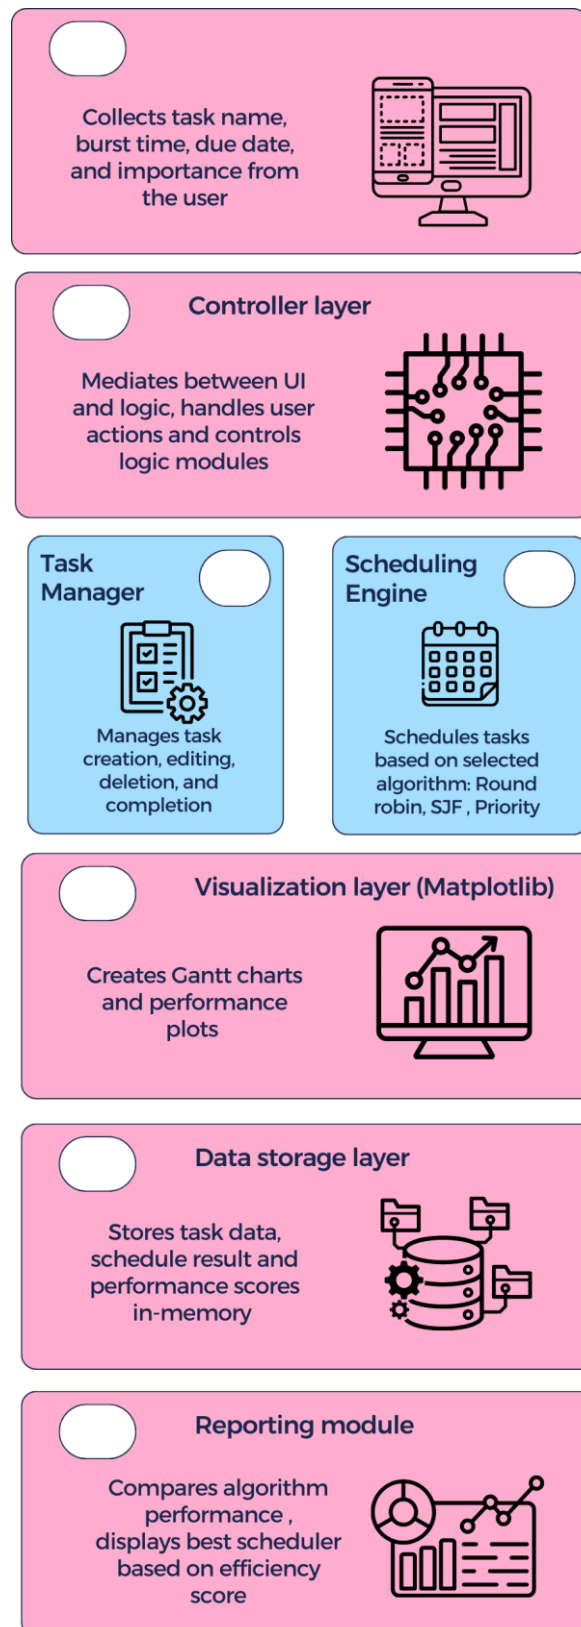 Collects task name,
burst time, due date,
and importance from
the user
Controller layer
Mediates between UI
and logic, handles user
actions and controls
logic modules
Task
Manager
Manages task
creation, editing,
deletion, and
completion
Scheduling
Engine
Schedules tasks
based on selected
algorithm: Round
robin, SJF , Priority
Visualization layer (Matplotlib)
Creates Gantt charts
and performance
plots
Data storage layer
Stores task data,
schedule result and
performance scores
in-memory
Reporting module
Compares algorithm
performance ,
displays best scheduler
based on efficiency
score